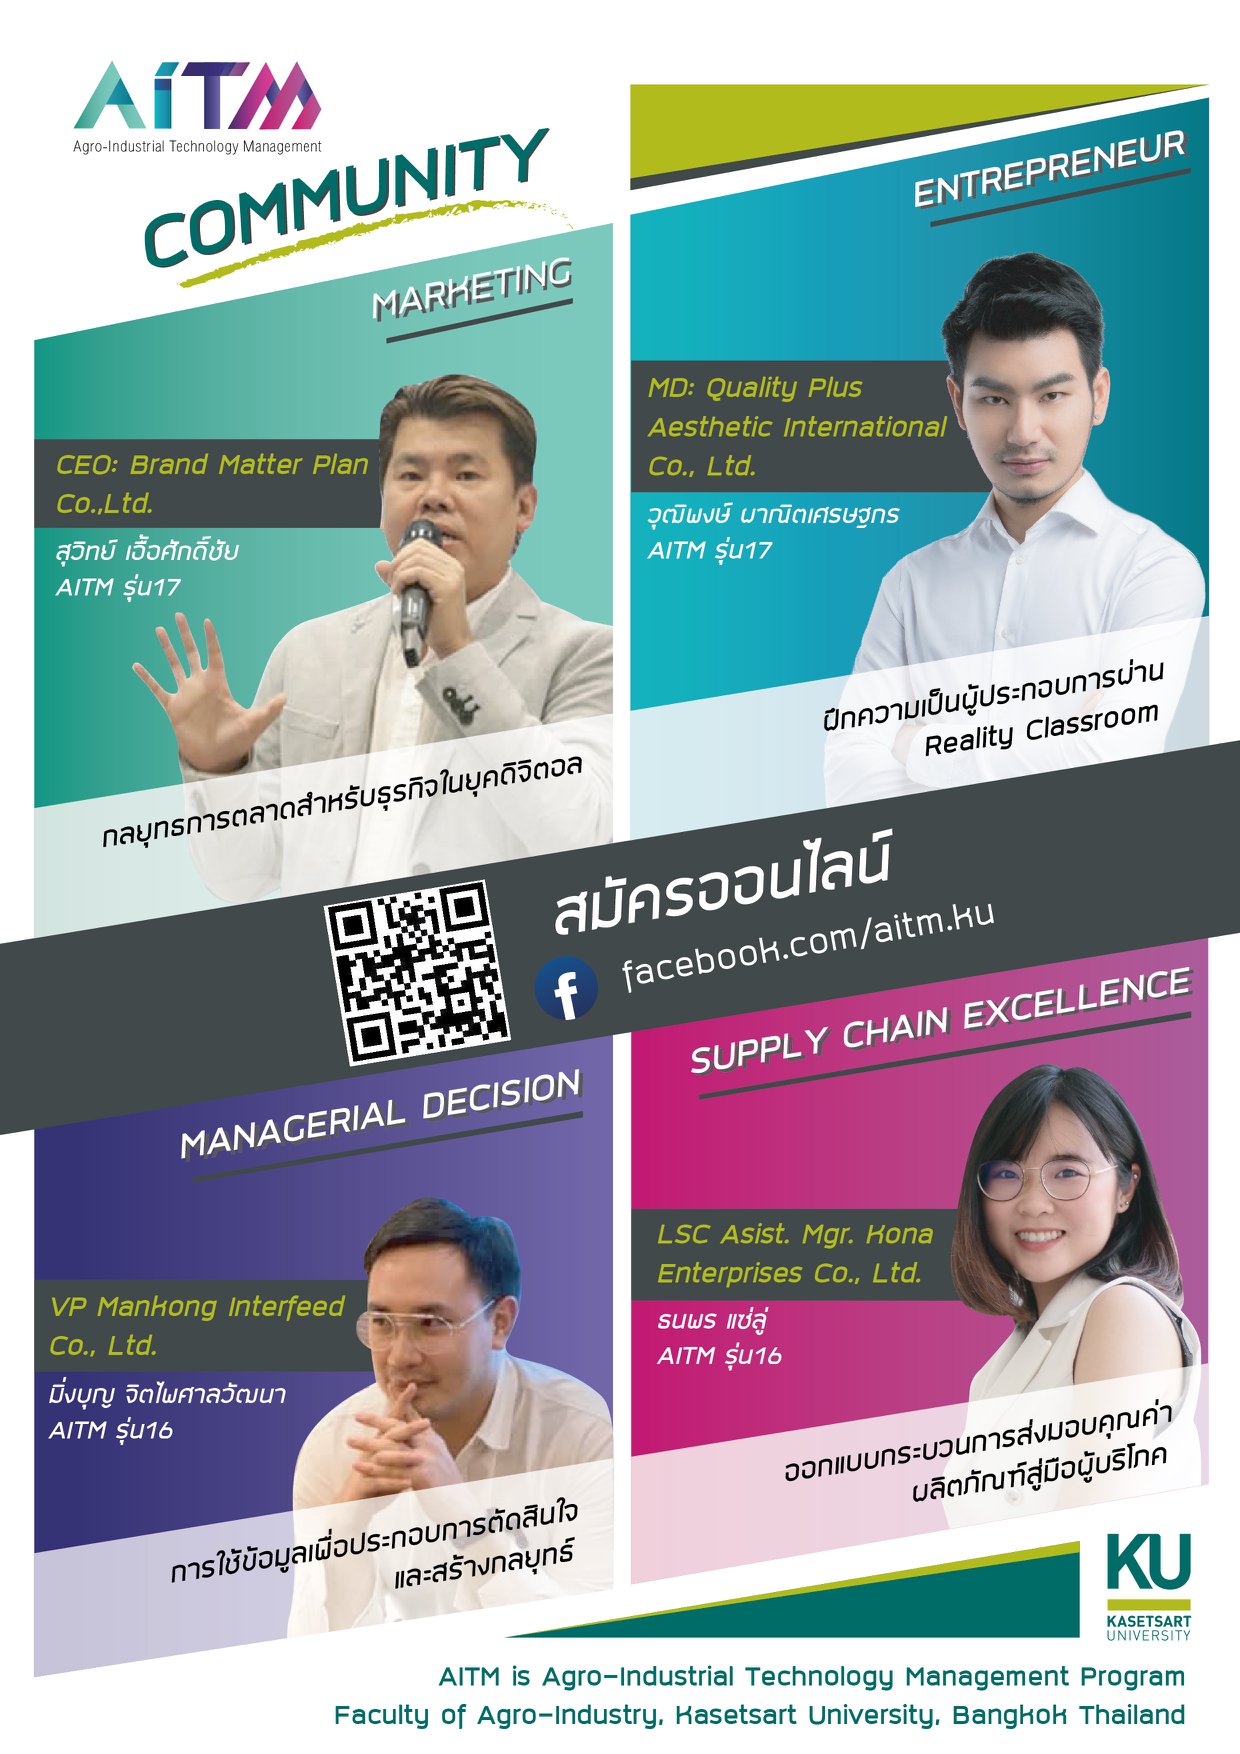 AiTM
Agro-Industrial Technology Management
COMMUNITY
MARKETING
CEO: Brand Matter Plan
Co.,Ltd.
สุวิทย์ เอื้อศักดิ์ชัย
AITM รุ่น17
กลยุทธการตลาดสำหรับธุรกิจในยุคดิจิตอล
ENTREPRENEUR
MD: Quality Plus
Aesthetic International
Co., Ltd.
วุฒิพงษ์ ผาณิตเศรษฐกร
AITM รุ่น17
ฝึกความเป็นผู้ประกอบการผ่าน
Reality Classroom
สมัครออนไลน์
f facebook.com/aitm.ku
MANAGERIAL DECISION
VP Mankong Interfeed
Co., Ltd.
มิ่งบุญ จิตไพศาลวัฒนา
AITM รุ่น16
การใช้ข้อมูลเพื่อประกอบการตัดสินใจ
และสร้างกลยุทธ์
SUPPLY CHAIN EXCELLENCE
LSC Asist. Mgr. Kona
Enterprises Co., Ltd.
ธนพร แซ่ลู่
AITM รุ่น16
ออกแบบกระบวนการส่งมอบคุณค่า
ผลิตภัณฑ์สู่มือผู้บริโภค
KU
KASETSART
UNIVERSITY
AITM is Agro-Industrial Technology Management Program
Faculty of Agro-Industry, Kasetsart University, Bangkok Thailand